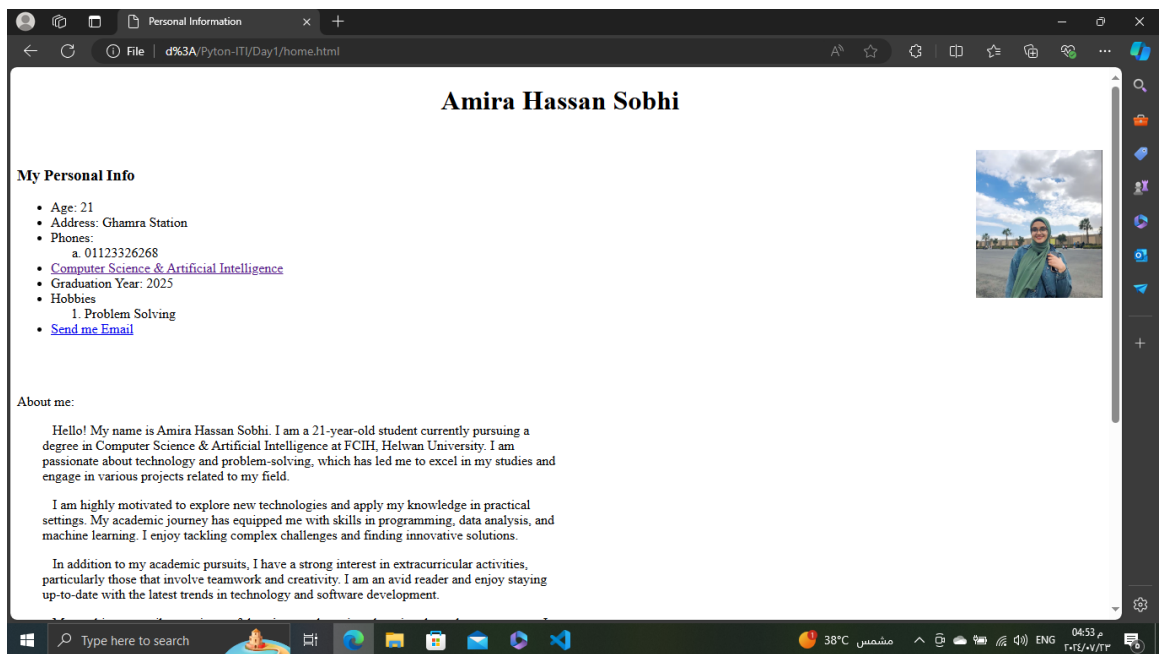 Personal Information
File
d%3A/Pyton-ITI/Day1/home.html
Amira Hassan Sobhi
My Personal Info
Age: 21
Address: Ghamra Station
Phones:
a. 01123326268
Computer Science & Artificial Intelligence
Graduation Year: 2025
Hobbies
1. Problem Solving
Send me Email
About me:
Hello! My name is Amira Hassan Sobhi. I am a 21-year-old student currently pursuing a
degree in Computer Science & Artificial Intelligence at FCIH, Helwan University. I am
passionate about technology and problem-solving, which has led me to excel in my studies and
engage in various projects related to my field.
I am highly motivated to explore new technologies and apply my knowledge in practical
settings. My academic journey has equipped me with skills in programming, data analysis, and
machine learning. I enjoy tackling complex challenges and finding innovative solutions.
In addition to my academic pursuits, I have a strong interest in extracurricular activities,
particularly those that involve teamwork and creativity. I am an avid reader and enjoy staying
up-to-date with the latest trends in technology and software development.
Type here to search
38°C مشمس
ENG
04:53 م
٢٠٢٤/٠٧/٢٣